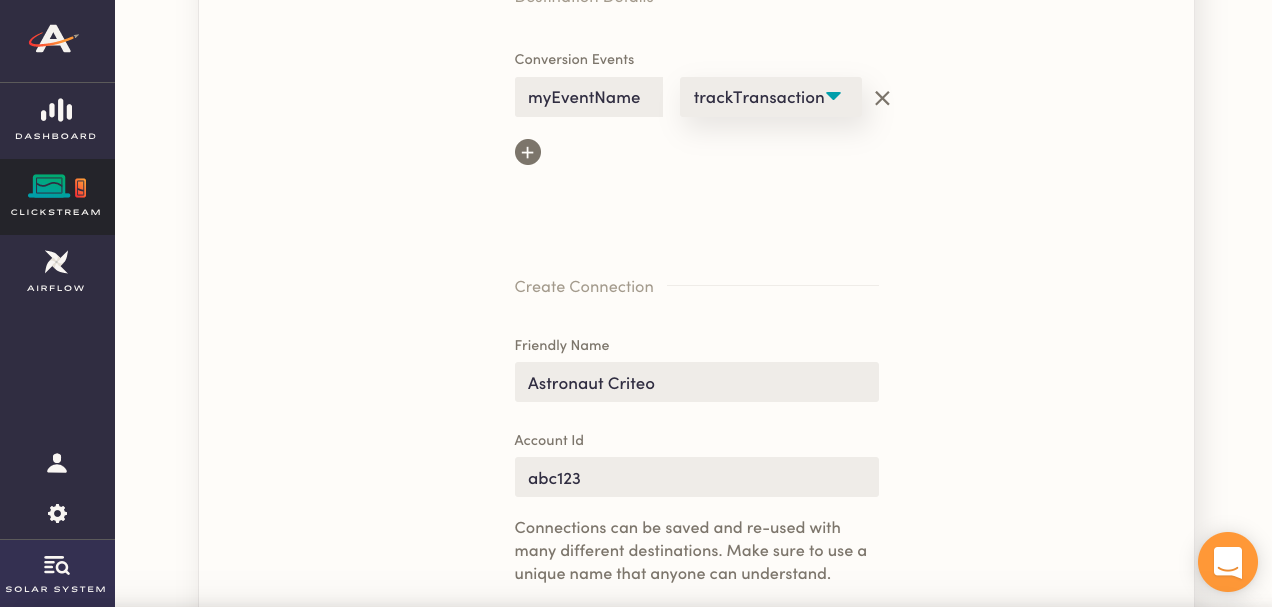 Destination Details
Conversion Events
myEventName
trackTransaction
DASHBOARD
CLICKSTREAM
AIRFLOW
Create Connection
Friendly Name
Astronaut Criteo
Account Id
abc123
Connections can be saved and re-used with
many different destinations. Make sure to use a
unique name that anyone can understand.
SOLAR SYSTEM